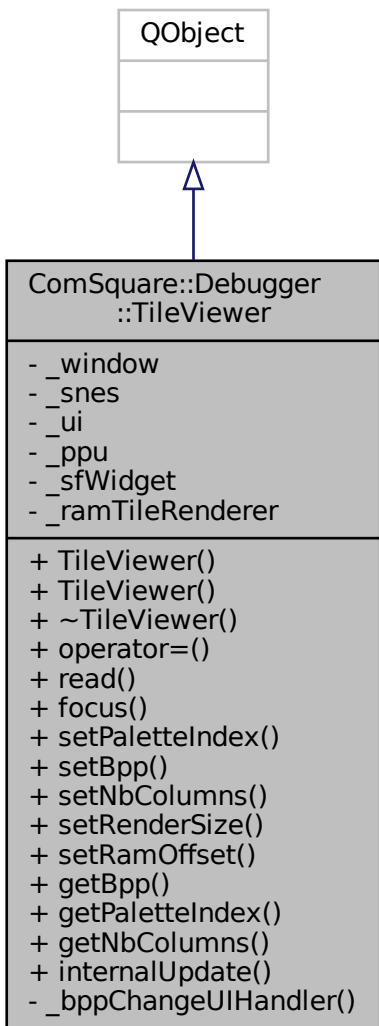 QObject
ComSquare::Debugger
::TileViewer
- _window
- _snes
- _ui
- _ppu
- _sfWidget
- _ramTileRenderer
+ TileViewer()
+ TileViewer()
+ ~TileViewer()
+ operator=()
+ read()
+ focus()
+ setPaletteIndex()
+ setBpp()
+ setNbColumns()
+ setRenderSize()
+ setRamOffset()
+ getBpp()
+ getPaletteIndex()
+ getNbColumns()
+ internalUpdate()
- _bppChangeUIHandler()